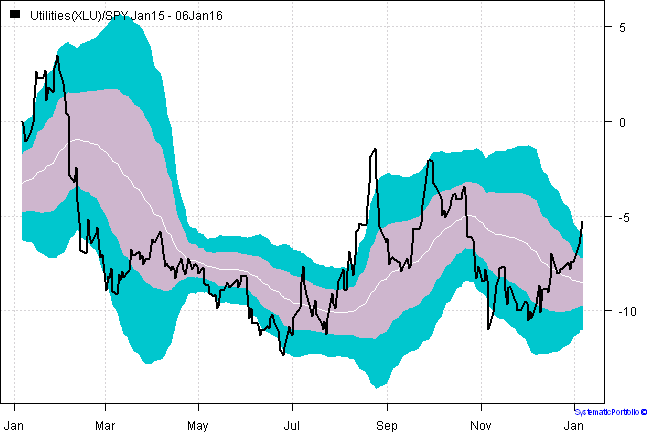 Utilities(XLU)/SPY Jan15 - 06Jan16
5
0
-5
-10
Jan Mar May Jul Sep Nov Jan
SystematicPortfolio ©